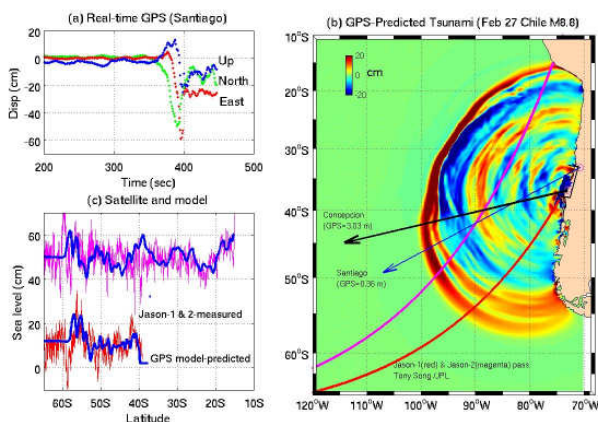 (a) Real-time GPS (Santiago)
20
0
-20
-40
-60
Disp (cm)
Up
North
East
200
300
400
500
Time (sec)
(c) Satellite and model
60
40
20
0
Sea level (cm)
Jason-1 & 2-measured
GPS model-predicted
60S
50S
40S
30S
20S
10S
Latitude
(b) GPS-Predicted Tsunami (Feb 27 Chile M8.8)
10°S
20°S
30°S
40°S
50°S
60°S
20
cm
-20
Concepcion
(GPS=3.03 m)
Santiago
(GPS=0.36 m)
Jason-1(red) & Jason-2(magenta) pass
Tony Song /JPL
120°W
110°W
100°W
90°W
80°W
70°W